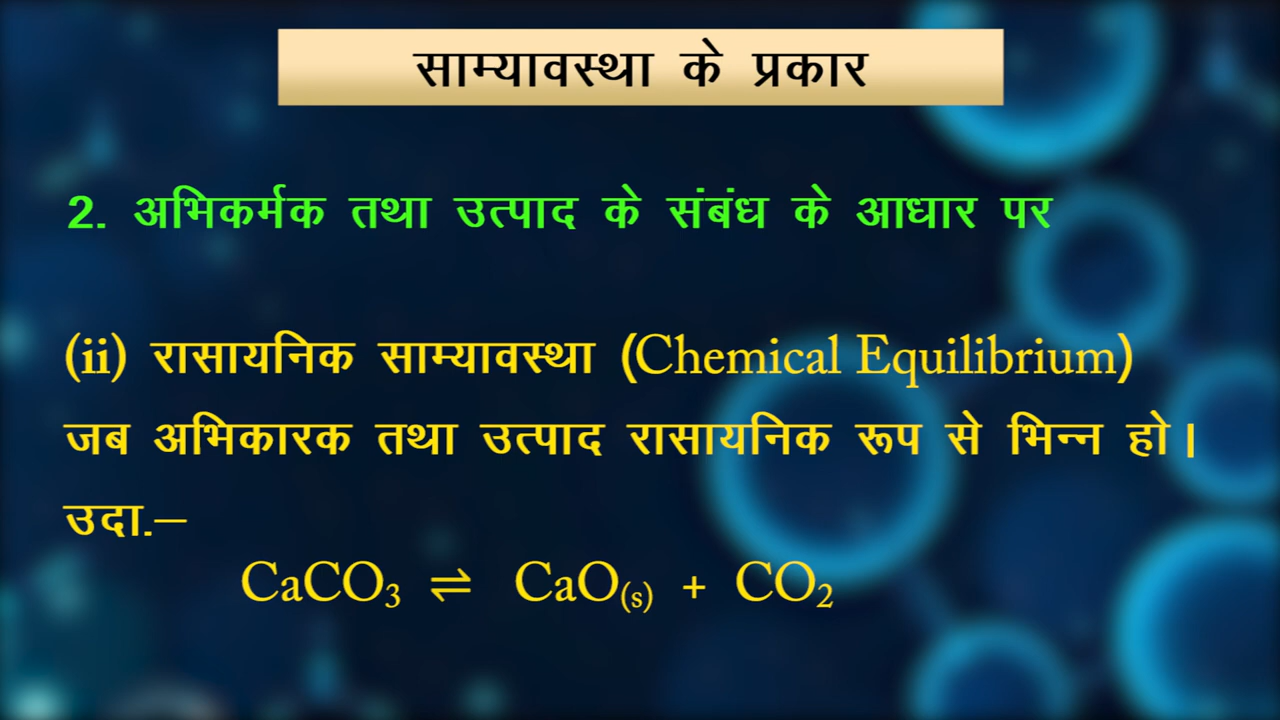 साम्यावस्था के प्रकार
2. अभिकर्मक तथा उत्पाद के संबंध के आधार पर
(ii) रासायनिक साम्यावस्था (Chemical Equilibrium)
जब अभिकारक तथा उत्पाद रासायनिक रूप से भिन्न हो।
उदा.–
CaCO₃ ⇌ CaO₍ₛ₎ + CO₂